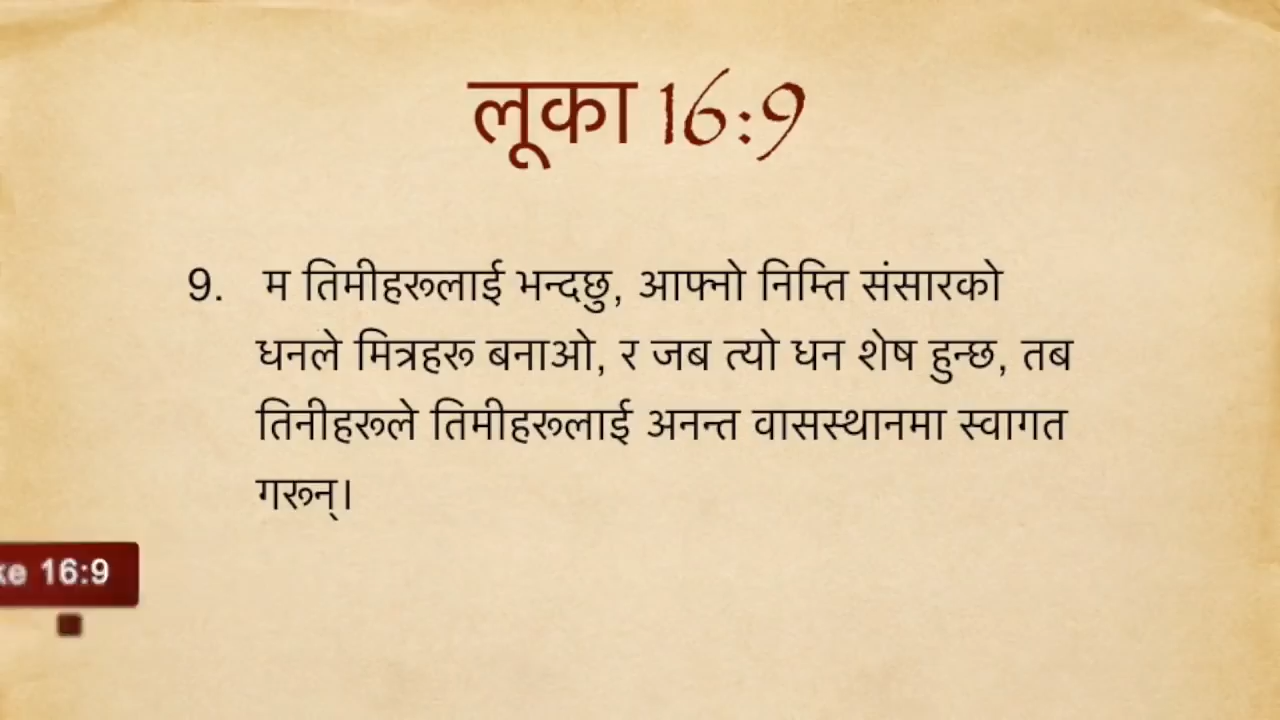 लूका 16:9
9. म तिमीहरूलाई भन्दछु, आफ्नो निम्ति संसारको
धनले मित्रहरू बनाओ, र जब त्यो धन शेष हुन्छ, तब
तिनीहरूले तिमीहरूलाई अनन्त वासस्थानमा स्वागत
गरून्।
ke 16:9